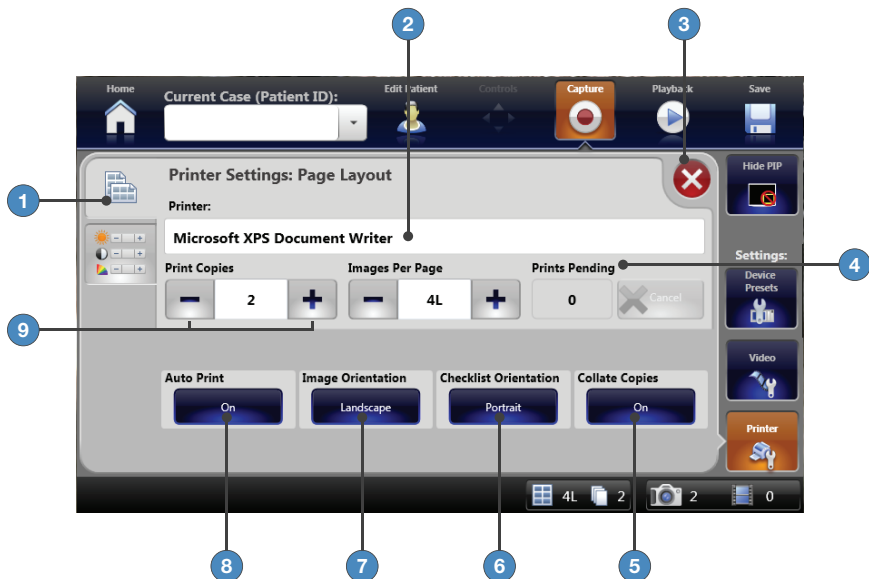 2
3
Home
Current Case (Patient ID):
Edit Patient
Controls
Capture
Playback
Save
1
Printer Settings: Page Layout
Hide PIP
Printer:
Microsoft XPS Document Writer
Settings:
4
Print Copies
Images Per Page
Prints Pending
Device
Presets
2
4L
0
Cancel
9
Video
Auto Print
Image Orientation
Checklist Orientation
Collate Copies
On
Landscape
Portrait
On
Printer
4L
2
2
0
8
7
6
5